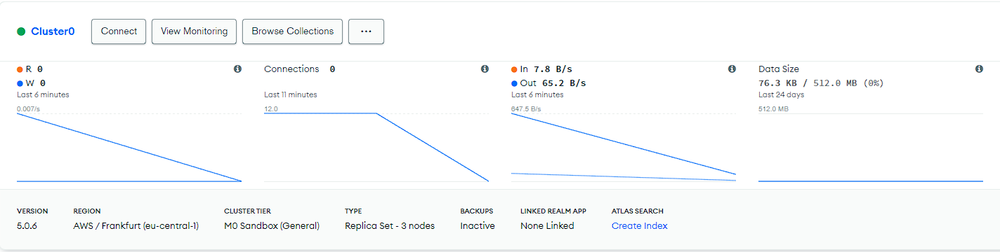 Cluster0 Connect View Monitoring Browse Collections ...
R 0
W 0
Last 6 minutes
0.007/s
Connections 0
Last 11 minutes
12.0
In 7.8 B/s
Out 65.2 B/s
Last 6 minutes
647.5 B/s
Data Size
76.3 KB / 512.0 MB (0%)
Last 24 days
512.0 MB
VERSION REGION CLUSTER TIER TYPE BACKUPS LINKED REALM APP ATLAS SEARCH
5.0.6 AWS / Frankfurt (eu-central-1) M0 Sandbox (General) Replica Set - 3 nodes Inactive None Linked Create Index